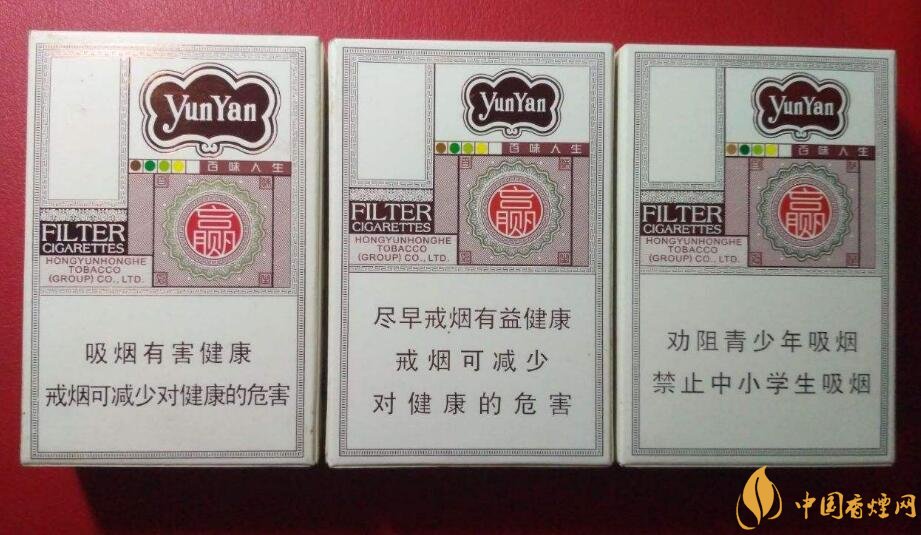 YunYan
百味人生
赢
FILTER
CIGARETTES
HONGYUNHONGHE
TOBACCO
(GROUP) CO., LTD.
吸烟有害健康
戒烟可减少对健康的危害
YunYan
百味人生
赢
FILTER
CIGARETTES
HONGYUNHONGHE
TOBACCO
(GROUP) CO., LTD.
尽早戒烟有益健康
戒烟可减少
对健康的危害
YunYan
百味人生
赢
FILTER
CIGARETTES
HONGYUNHONGHE
TOBACCO
(GROUP) CO., LTD.
劝阻青少年吸烟
禁止中小学生吸烟
中国香煙网